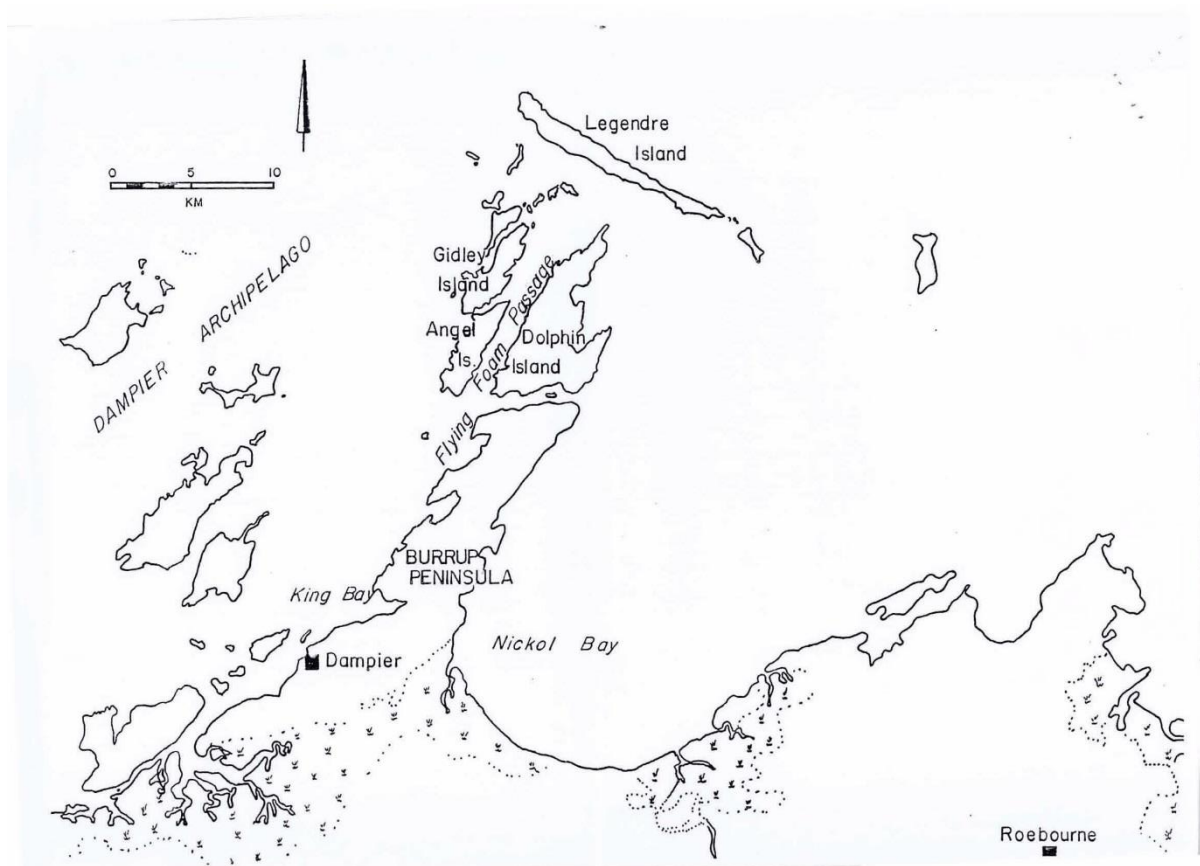 Legendre
Island
0 5 10
KM
DAMPIER ARCHIPELAGO
Gidley
Island
Angel
Is.
Flying Foam Passage
Dolphin
Island
BURRUP
PENINSULA
King Bay
Nickol Bay
Dampier
Roebourne